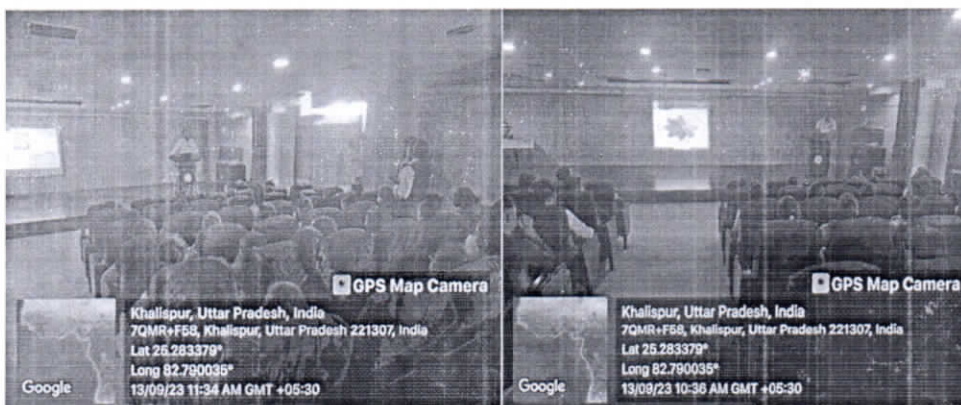 GPS Map Camera
Khalispur, Uttar Pradesh, India
7QMR+F58, Khalispur, Uttar Pradesh 221307, India
Lat 25.283379°
Long 82.790035°
13/09/23 11:34 AM GMT +05:30
Google
GPS Map Camera
Khalispur, Uttar Pradesh, India
7QMR+F58, Khalispur, Uttar Pradesh 221307, India
Lat 25.283379°
Long 82.790035°
13/09/23 10:36 AM GMT +05:30
Google